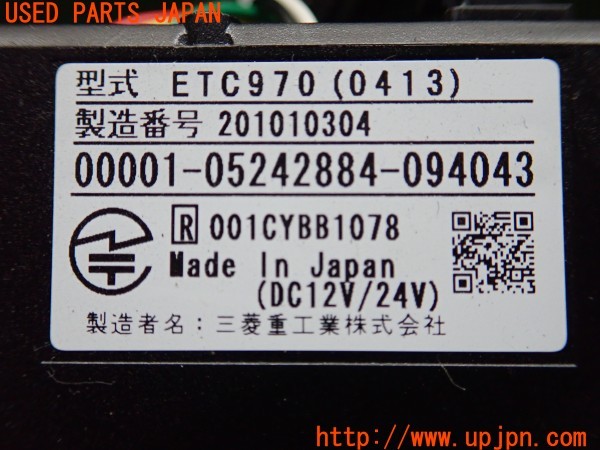 USED PARTS JAPAN
型式 ETC970(0413)
製造番号 201010304
00001-05242884-094043
R 001CYBB1078
Made In Japan
(DC12V/24V)
製造者名:三菱重工業株式会社
UPJ
http://www.upjpn.com/